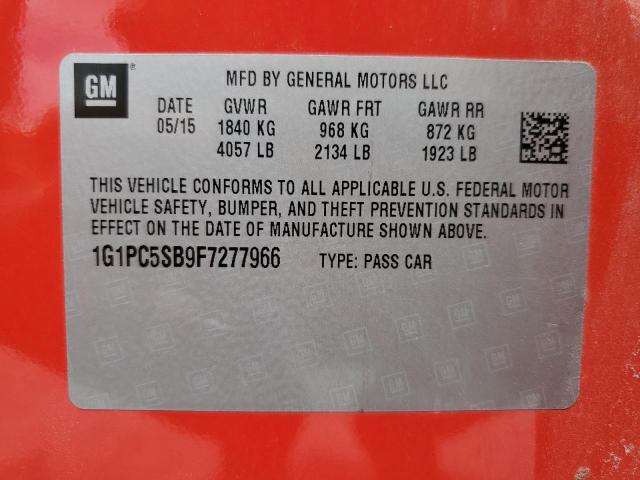 GM
MFD BY GENERAL MOTORS LLC
DATE GVWR GAWR FRT GAWR RR
05/15 1840 KG 968 KG 872 KG
4057 LB 2134 LB 1923 LB
THIS VEHICLE CONFORMS TO ALL APPLICABLE U.S. FEDERAL MOTOR
VEHICLE SAFETY, BUMPER, AND THEFT PREVENTION STANDARDS IN
EFFECT ON THE DATE OF MANUFACTURE SHOWN ABOVE.
1G1PC5SB9F7277966 TYPE: PASS CAR